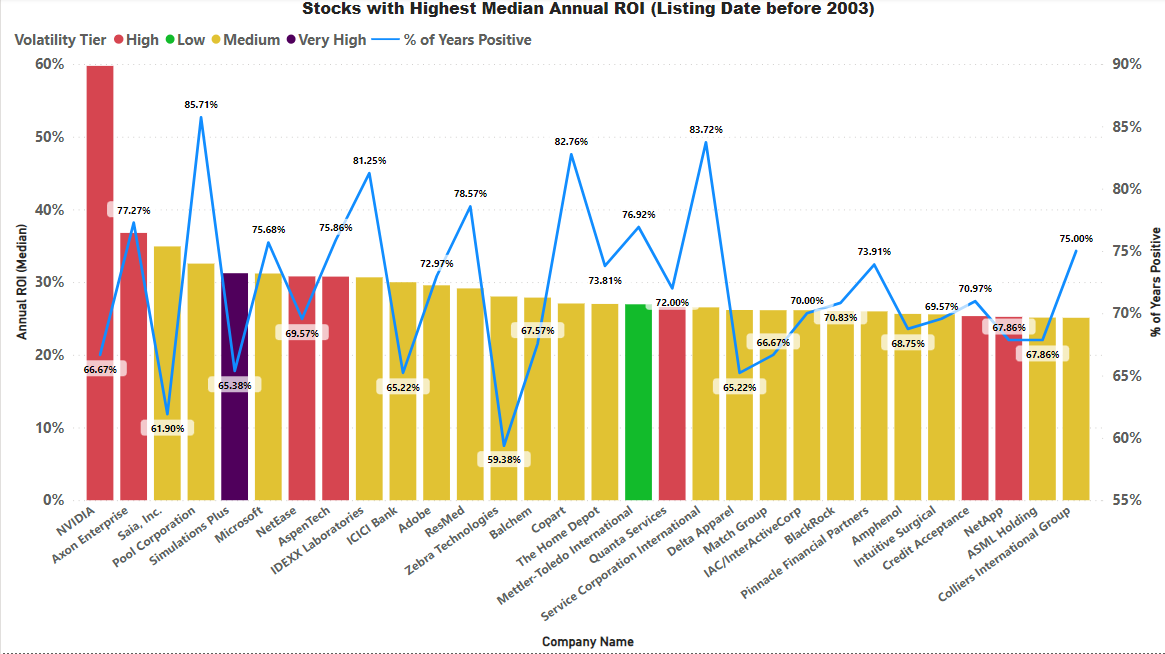 Stocks with Highest Median Annual ROI (Listing Date before 2003)
Volatility Tier High Low Medium Very High % of Years Positive
60%
50%
40%
30%
20%
10%
0%
Annual ROI (Median)
90%
85%
80%
75%
70%
65%
60%
55%
% of Years Positive
66.67%
77.27%
61.90%
85.71%
65.38%
75.68%
69.57%
75.86%
81.25%
65.22%
72.97%
78.57%
59.38%
67.57%
82.76%
73.81%
76.92%
72.00%
83.72%
65.22%
66.67%
70.00%
70.83%
73.91%
68.75%
69.57%
70.97%
67.86%
67.86%
75.00%
NVIDIA
Axon Enterprise
Saia, Inc.
Pool Corporation
Simulations Plus
Microsoft
NetEase
AspenTech
IDEXX Laboratories
ICICI Bank
Adobe
ResMed
Zebra Technologies
Balchem
Copart
The Home Depot
Mettler-Toledo International
Quanta Services
Service Corporation International
Delta Apparel
Match Group
IAC/InterActiveCorp
BlackRock
Pinnacle Financial Partners
Amphenol
Intuitive Surgical
Credit Acceptance
NetApp
ASML Holding
Colliers International Group
Company Name